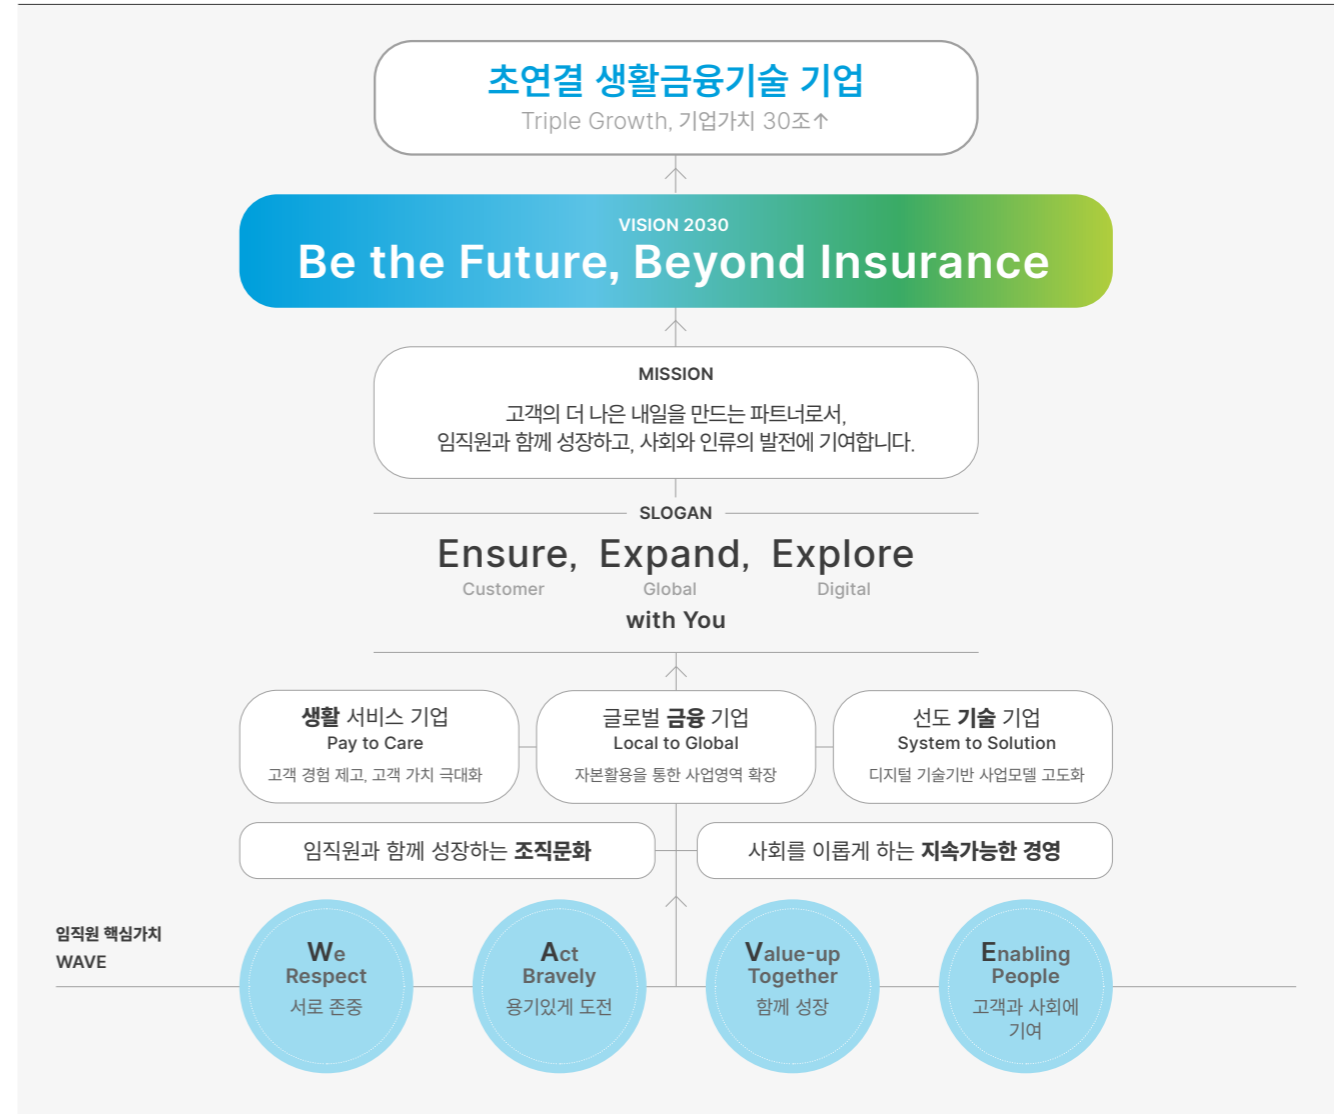 초연결 생활금융기술 기업
Triple Growth, 기업가치 30조↑
VISION 2030
Be the Future, Beyond Insurance
MISSION
고객의 더 나은 내일을 만드는 파트너로서,
임직원과 함께 성장하고, 사회와 인류의 발전에 기여합니다.
SLOGAN
Ensure, Expand, Explore
Customer Global Digital
with You
생활 서비스 기업
Pay to Care
고객 경험 제고, 고객 가치 극대화
글로벌 금융 기업
Local to Global
자본활용을 통한 사업영역 확장
선도 기술 기업
System to Solution
디지털 기술기반 사업모델 고도화
임직원과 함께 성장하는 조직문화
사회를 이롭게 하는 지속가능한 경영
임직원 핵심가치
WAVE
We
Respect
서로 존중
Act
Bravely
용기있게 도전
Value-up
Together
함께 성장
Enabling
People
고객과 사회에
기여